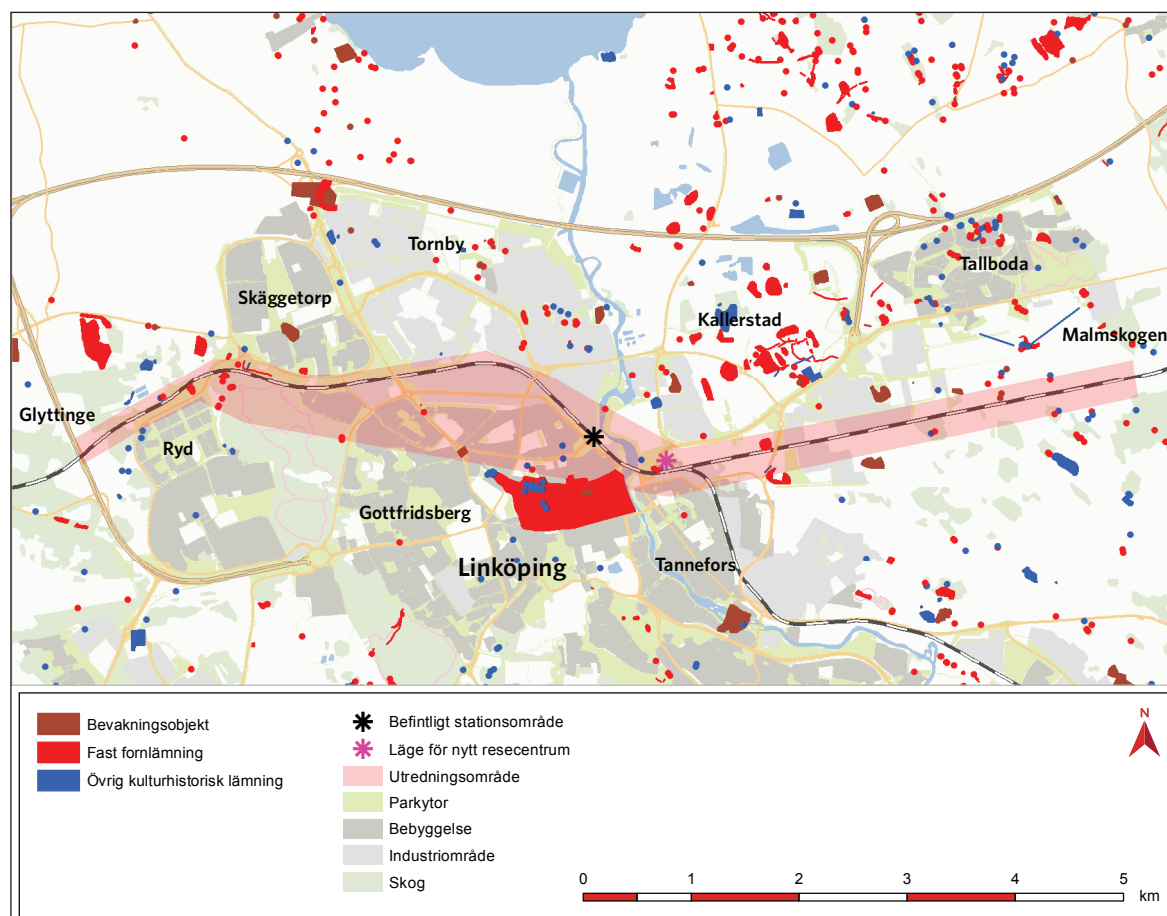 Tornby
Tallboda
Skäggetorp
Kallerstad
Malmskogen
Glyttinge
Ryd
Gottfridsberg
Linköping
Tannefors
Bevakningsobjekt
Fast fornlämning
Övrig kulturhistorisk lämning
Befintligt stationsområde
Läge för nytt resecentrum
Utredningsområde
Parkytor
Bebyggelse
Industriområde
Skog
N
0 1 2 3 4 5
km